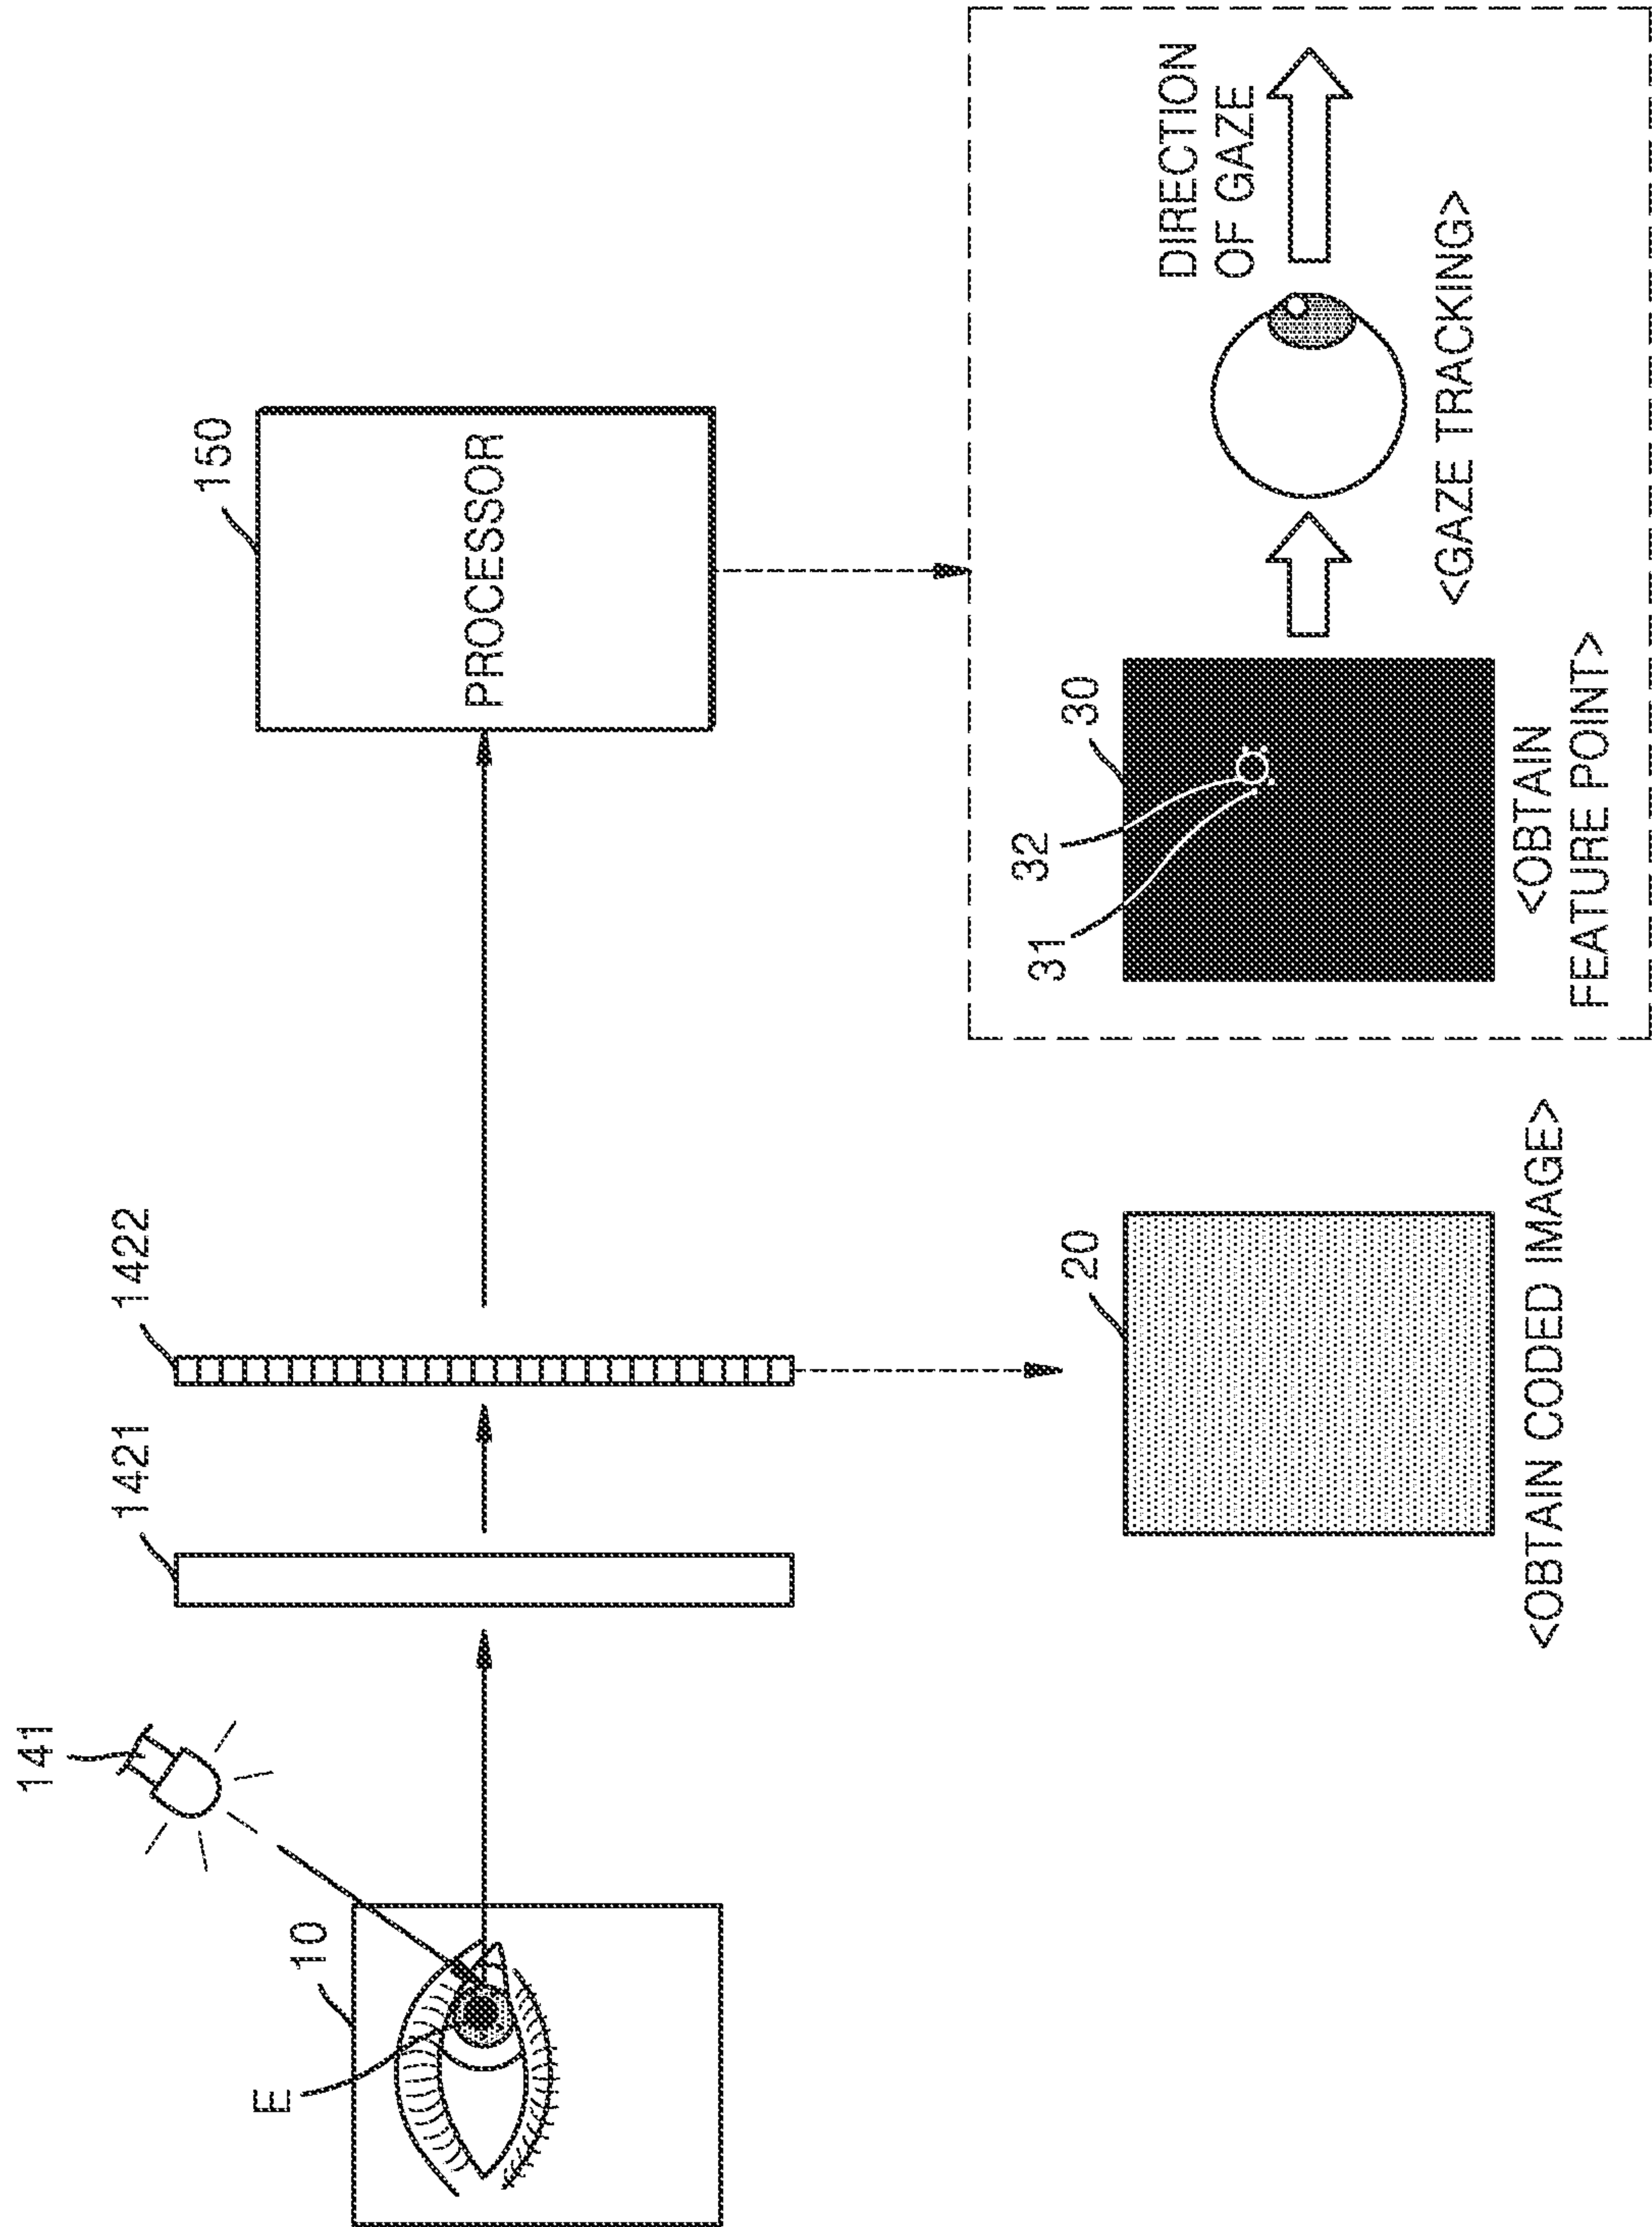 141
10
E
1421
1422
150
PROCESSOR
20
<OBTAIN CODED IMAGE>
31
32
30
<OBTAIN
FEATURE POINT>
DIRECTION
OF GAZE
<GAZE TRACKING>